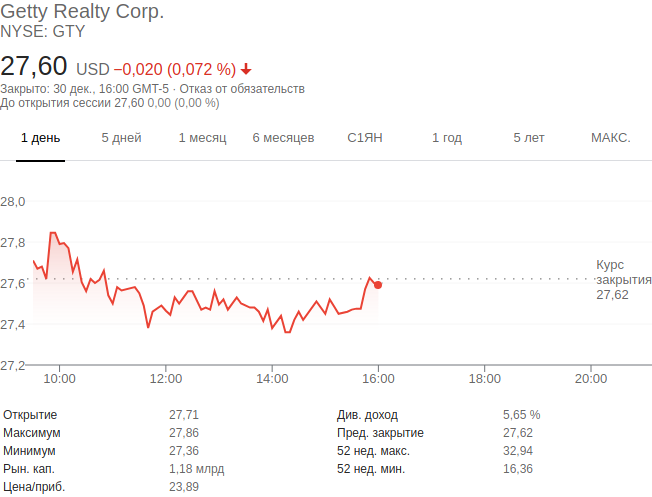 Getty Realty Corp.
NYSE: GTY
27,60 USD −0,020 (0,072 %)
Закрыто: 30 дек., 16:00 GMT-5 · Отказ от обязательств
До открытия сессии 27,60 0,00 (0,00 %)
1 день 5 дней 1 месяц 6 месяцев С1ЯН 1 год 5 лет МАКС.
28,0
27,8
27,6
27,4
27,2
Курс
закрытия
27,62
10:00 12:00 14:00 16:00 18:00 20:00
Открытие 27,71 Див. доход 5,65 %
Максимум 27,86 Пред. закрытие 27,62
Минимум 27,36 52 нед. макс. 32,94
Рын. кап. 1,18 млрд 52 нед. мин. 16,36
Цена/приб. 23,89